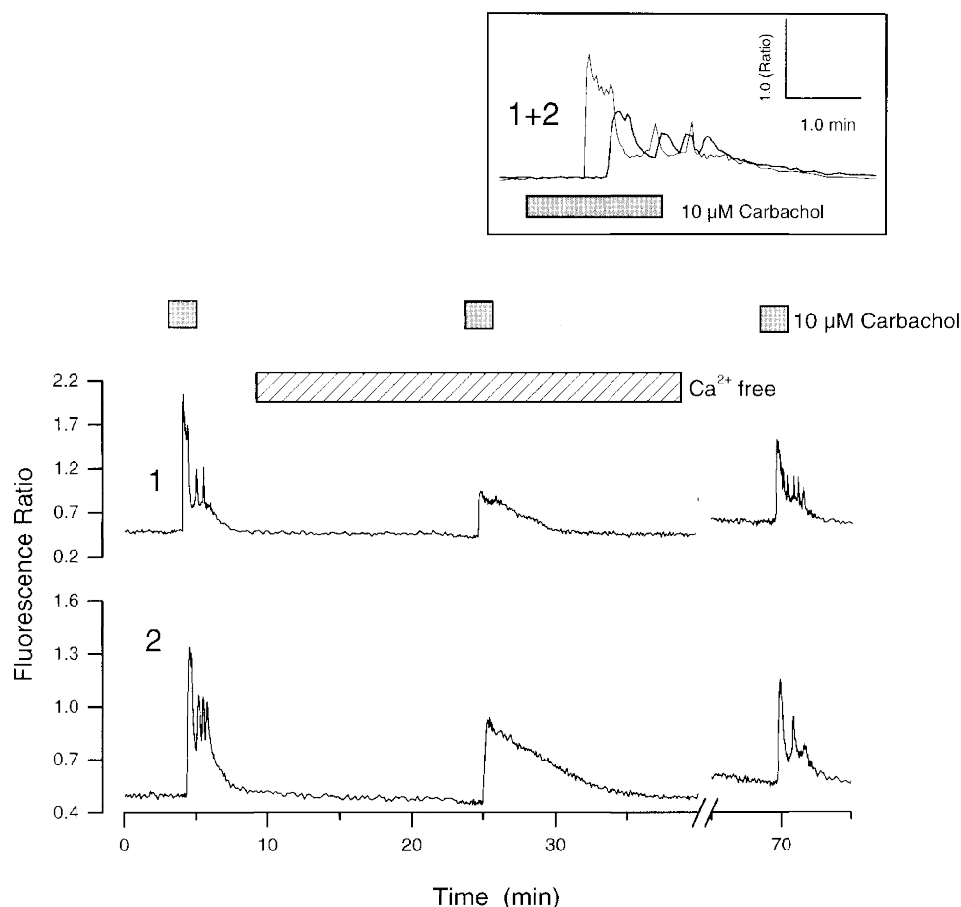 1.0 (Ratio)
1+2
1.0 min
10 µM Carbachol
10 µM Carbachol
Ca2+ free
Fluorescence Ratio
2.2
1.7
1.2
0.7
0.2
1
1.6
1.3
1.0
0.7
0.4
2
0 10 20 30 70
Time (min)